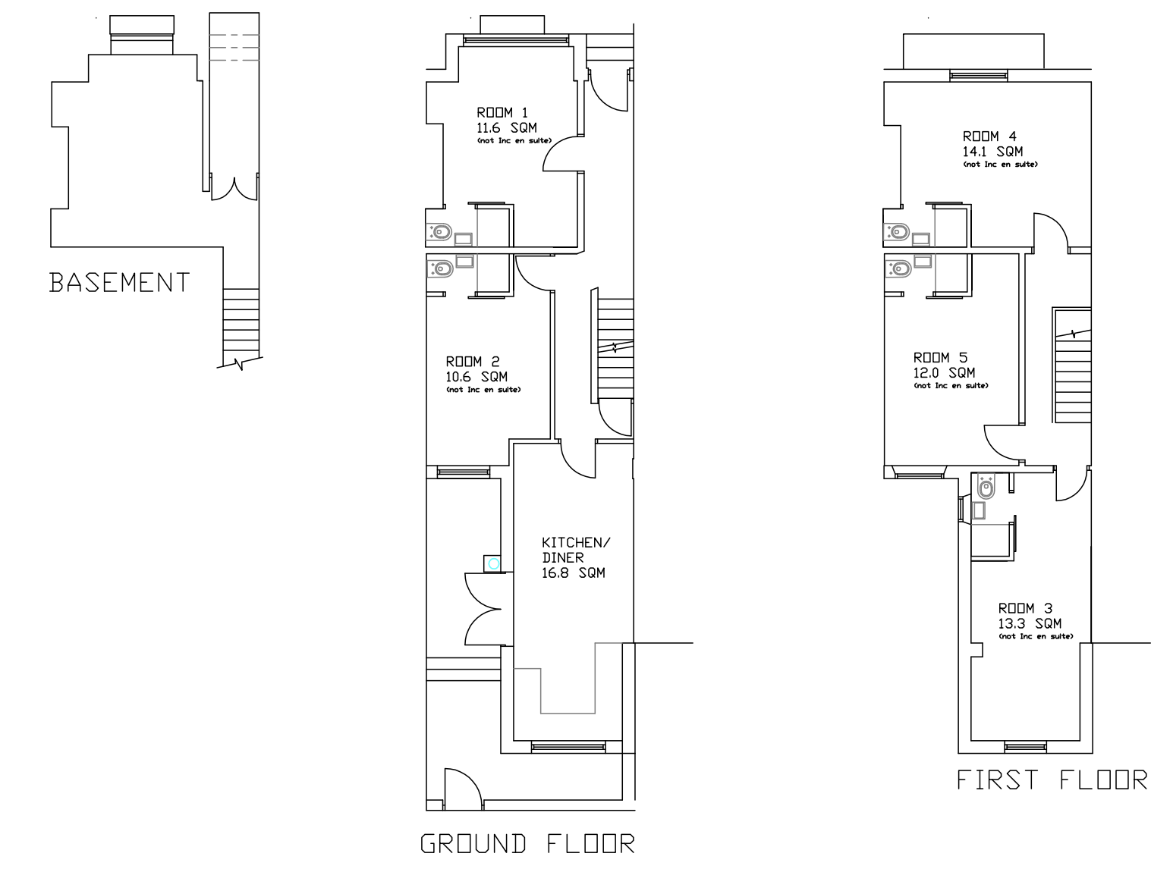 ROOM 1
11.6 SQM
(not Inc en suite)
BASEMENT
ROOM 2
10.6 SQM
(not Inc en suite)
KITCHEN/
DINER
16.8 SQM
GROUND FLOOR
ROOM 4
14.1 SQM
(not Inc en suite)
ROOM 5
12.0 SQM
(not Inc en suite)
ROOM 3
13.3 SQM
(not Inc en suite)
FIRST FLOOR